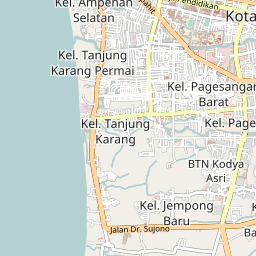 Kel. Ampenan
Selatan
Pendidikan
Kota
Kel. Tanjung
Karang Permai
Kel. Pagesangan
Barat
Kel. Tanjung
Karang
Kel. Page
BTN Kodya
Asri
Kel. Jempong
Baru
Jalan Dr. Sujono